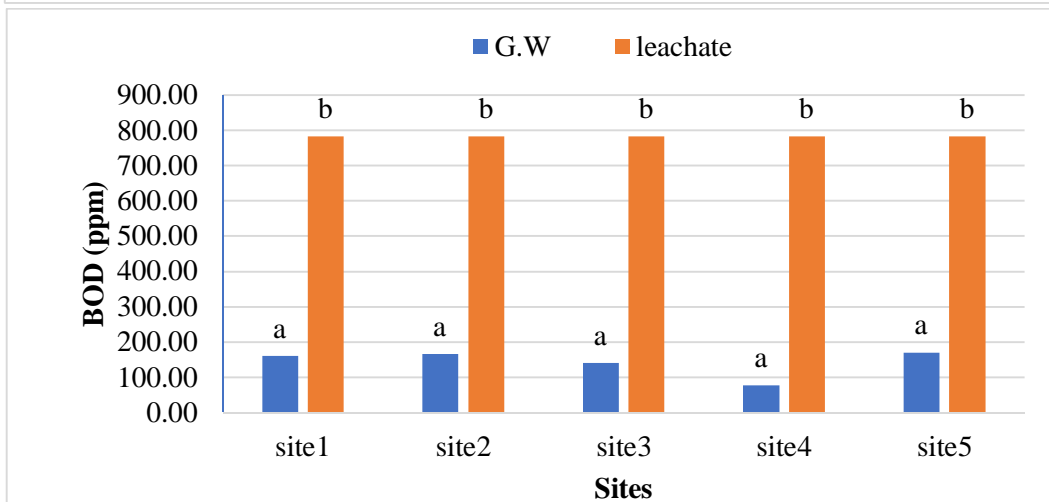 G.W leachate
900.00
800.00
700.00
600.00
500.00
400.00
300.00
200.00
100.00
0.00
BOD (ppm)
b b b b b
a a a a a
site1 site2 site3 site4 site5
Sites